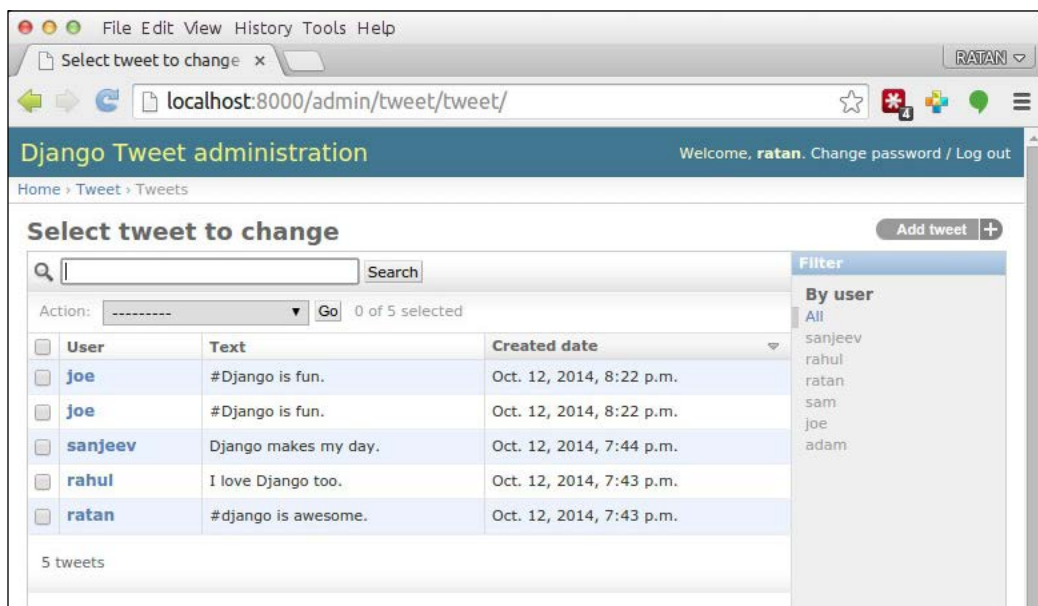 File Edit View History Tools Help
Select tweet to change ×
RATAN
localhost:8000/admin/tweet/tweet/
4
Django Tweet administration
Welcome, ratan. Change password / Log out
Home › Tweet › Tweets
Select tweet to change
Add tweet +
Search
Action: --------- Go 0 of 5 selected
User Text Created date
joe #Django is fun. Oct. 12, 2014, 8:22 p.m.
joe #Django is fun. Oct. 12, 2014, 8:22 p.m.
sanjeev Django makes my day. Oct. 12, 2014, 7:44 p.m.
rahul I love Django too. Oct. 12, 2014, 7:43 p.m.
ratan #django is awesome. Oct. 12, 2014, 7:43 p.m.
5 tweets
Filter
By user
All
sanjeev
rahul
ratan
sam
joe
adam